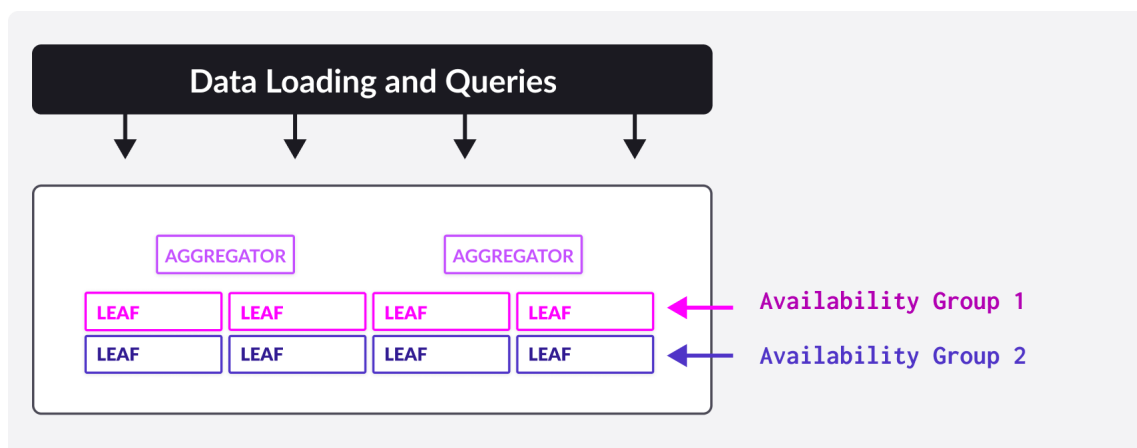 Data Loading and Queries
AGGREGATOR AGGREGATOR
LEAF LEAF LEAF LEAF Availability Group 1
LEAF LEAF LEAF LEAF Availability Group 2